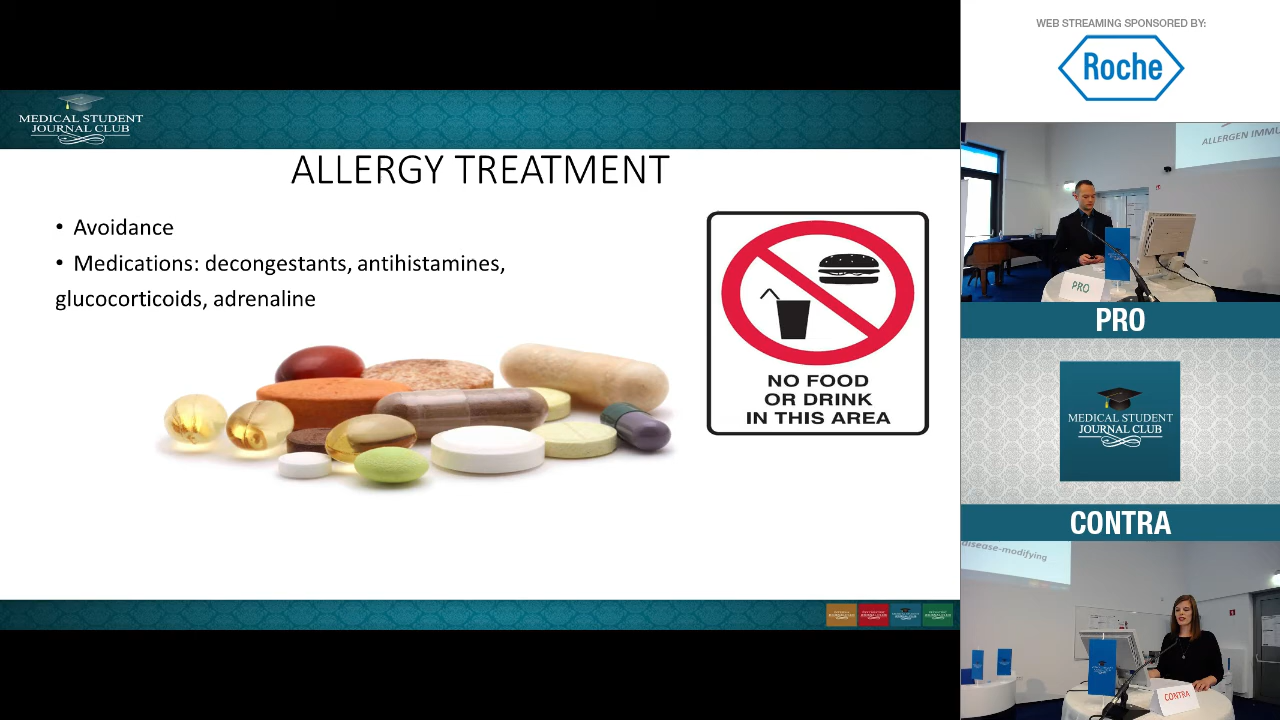 MEDICAL STUDENT
JOURNAL CLUB
ALLERGY TREATMENT
• Avoidance
• Medications: decongestants, antihistamines,
glucocorticoids, adrenaline
NO FOOD
OR DRINK
IN THIS AREA
WEB STREAMING SPONSORED BY:
Roche
ALLERGEN IMMU
PRO
PRO
MEDICAL STUDENT
JOURNAL CLUB
CONTRA
disease-modifying
CONTRA